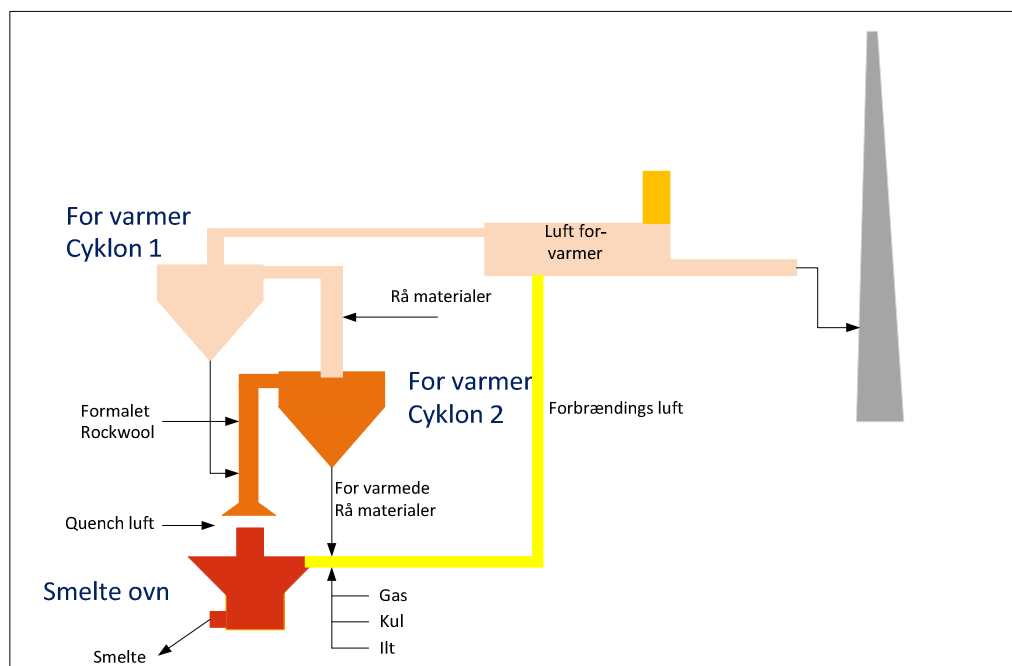 For varmer
Cyklon 1
Luft for-
varmer
Rå materialer
For varmer
Cyklon 2
Formalet
Rockwool
Forbrændings luft
For varmede
Rå materialer
Quench luft
Smelte ovn
Gas
Kul
Ilt
Smelte